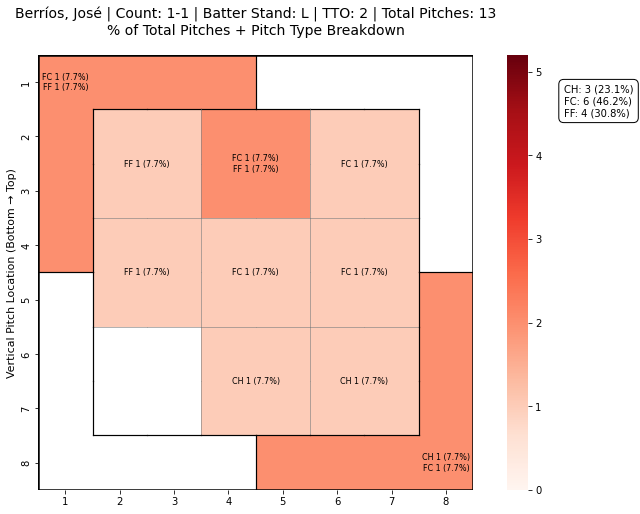 Berríos, José | Count: 1-1 | Batter Stand: L | TTO: 2 | Total Pitches: 13
% of Total Pitches + Pitch Type Breakdown
FC 1 (7.7%)
FF 1 (7.7%)
FF 1 (7.7%)
FC 1 (7.7%)
FF 1 (7.7%)
FC 1 (7.7%)
FF 1 (7.7%)
FC 1 (7.7%)
FC 1 (7.7%)
CH 1 (7.7%)
CH 1 (7.7%)
CH 1 (7.7%)
FC 1 (7.7%)
Vertical Pitch Location (Bottom → Top)
1
2
3
4
5
6
7
8
1 2 3 4 5 6 7 8
5
4
3
2
1
0
CH: 3 (23.1%)
FC: 6 (46.2%)
FF: 4 (30.8%)